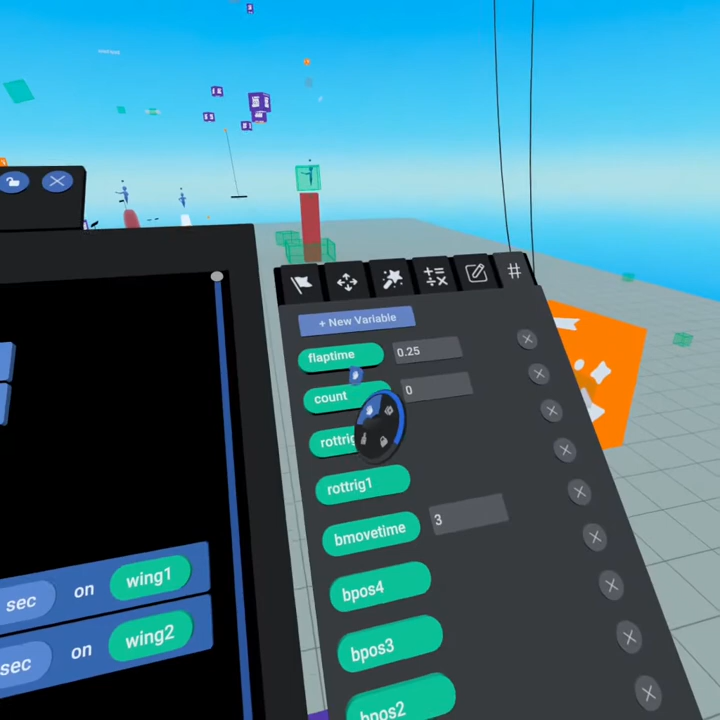 + New Variable
flaptime 0.25
count 0
rottrig
rottrig1
bmovetime 3
bpos4
bpos3
bpos2
sec on wing1
sec on wing2